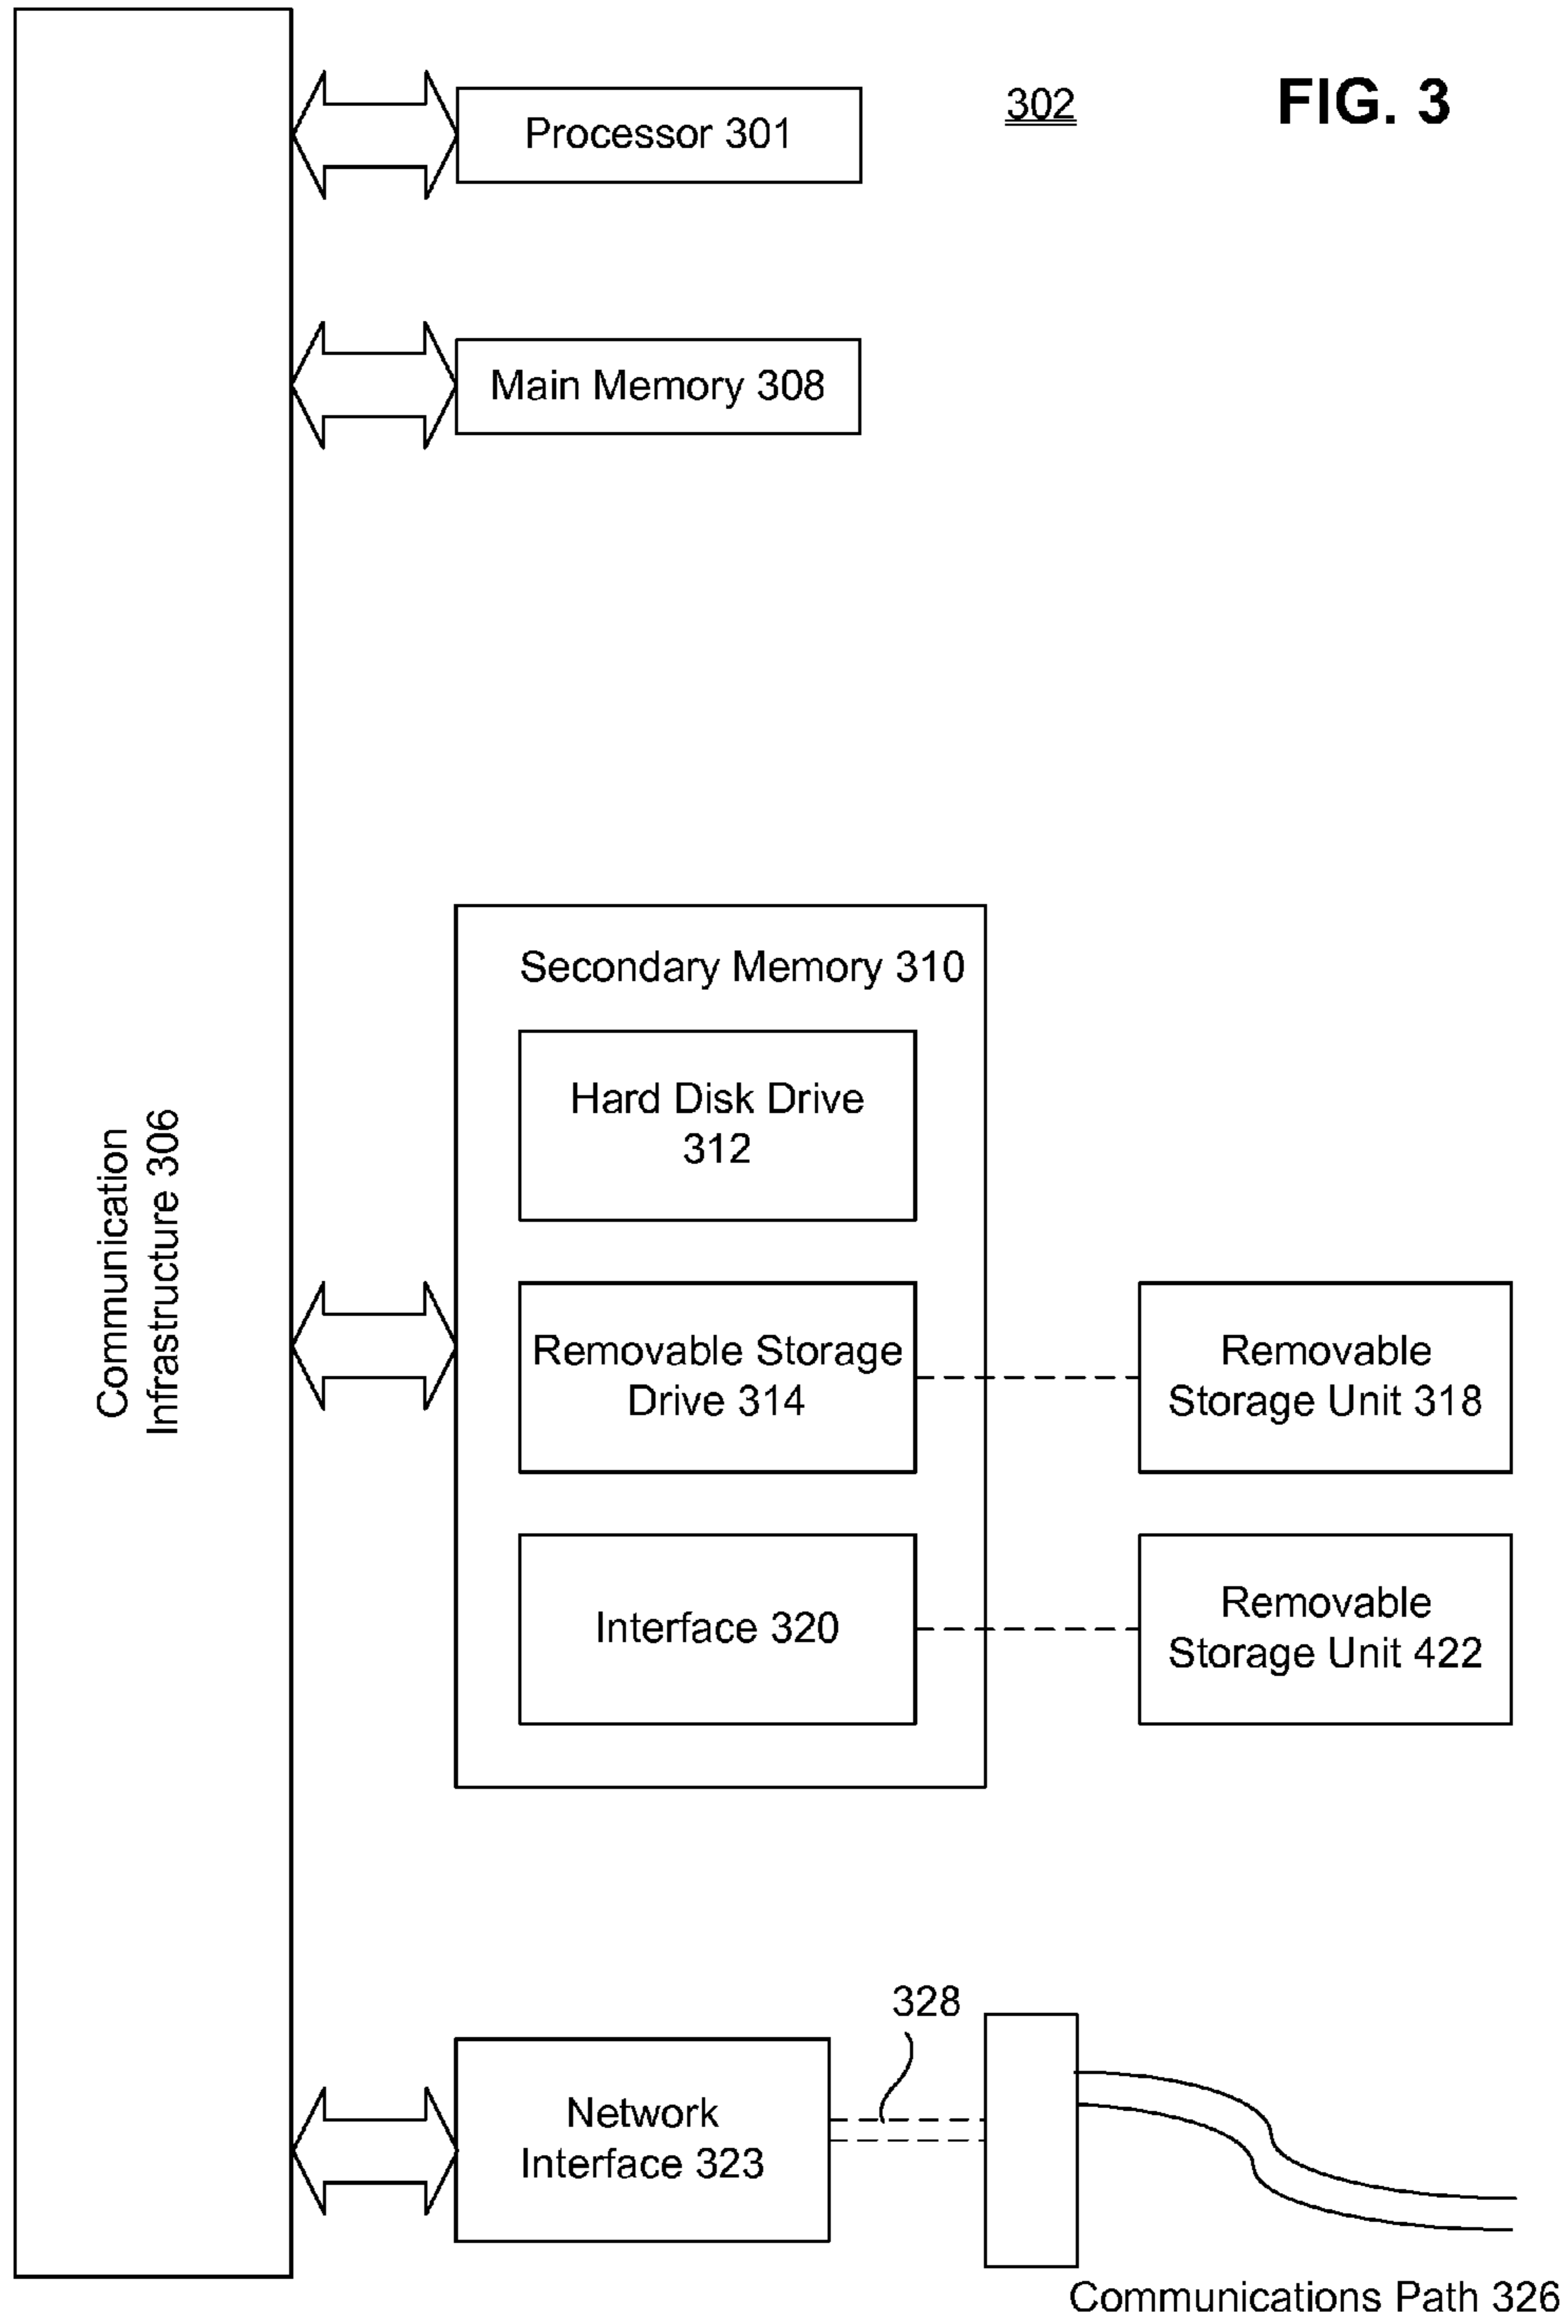 FIG. 3
302
Processor 301
Main Memory 308
Communication
Infrastructure 306
Secondary Memory 310
Hard Disk Drive
312
Removable Storage
Drive 314
Removable
Storage Unit 318
Interface 320
Removable
Storage Unit 422
328
Network
Interface 323
Communications Path 326